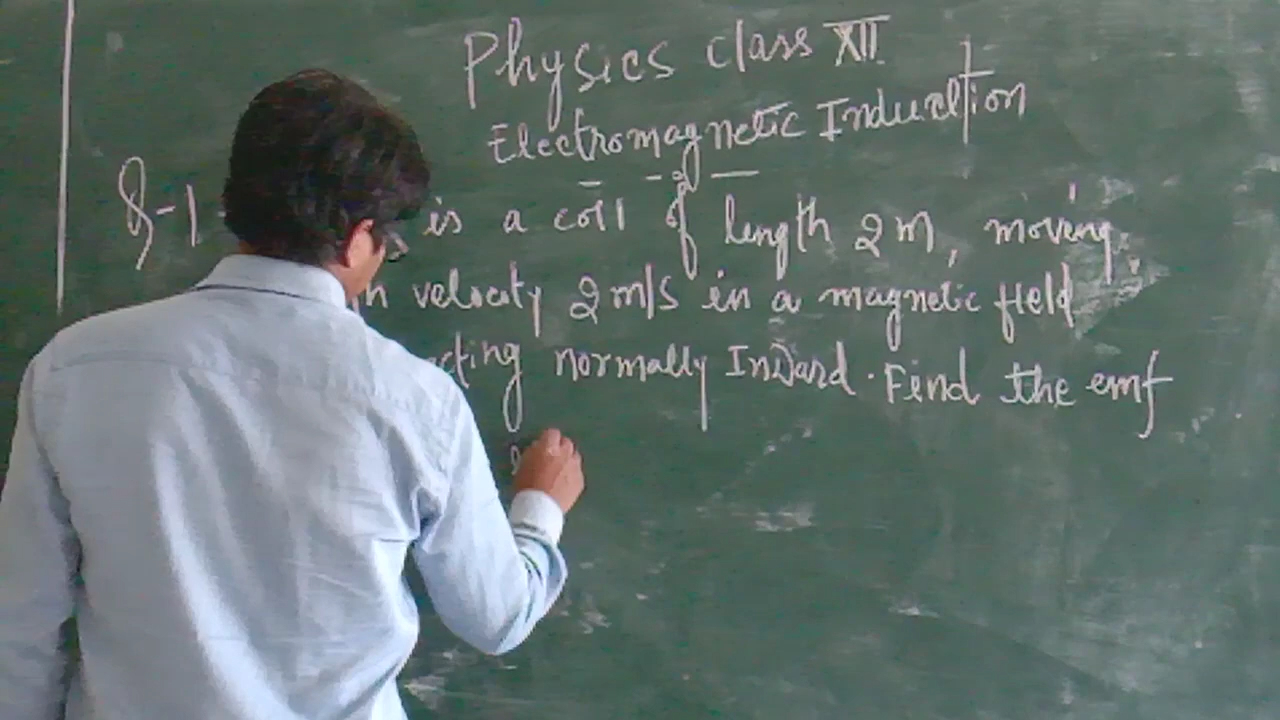 Physics class XII
Electromagnetic Induction
Q-1 is a coil of length 2m, moving
velocity 2m/s in a magnetic field
normally Inward. Find the emf